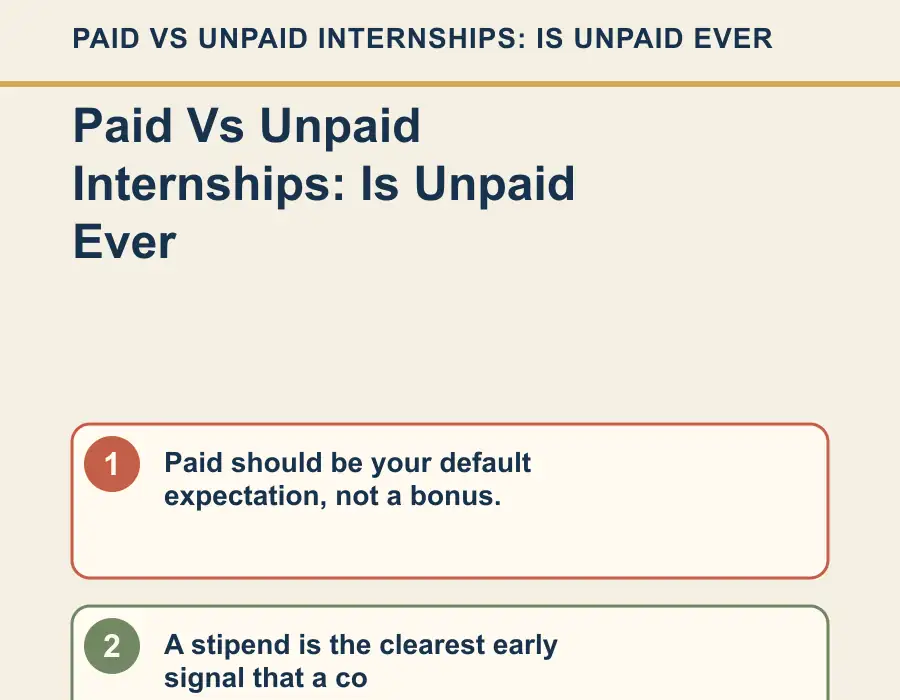 PAID VS UNPAID INTERNSHIPS: IS UNPAID EVER
Paid Vs Unpaid
Internships: Is Unpaid
Ever
1
Paid should be your default
expectation, not a bonus.
2
A stipend is the clearest early
signal that a co